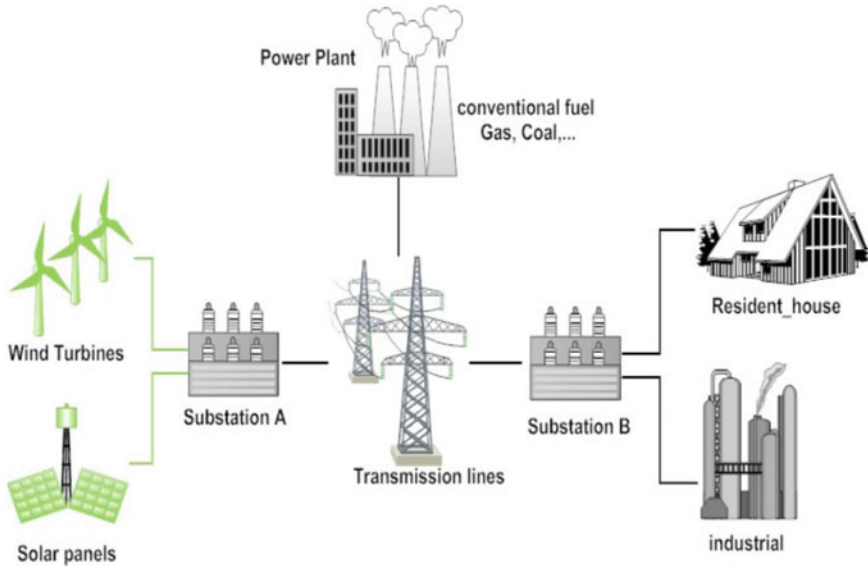 Power Plant
conventional fuel
Gas, Coal,...
Wind Turbines
Substation A
Transmission lines
Substation B
Resident_house
Solar panels
industrial